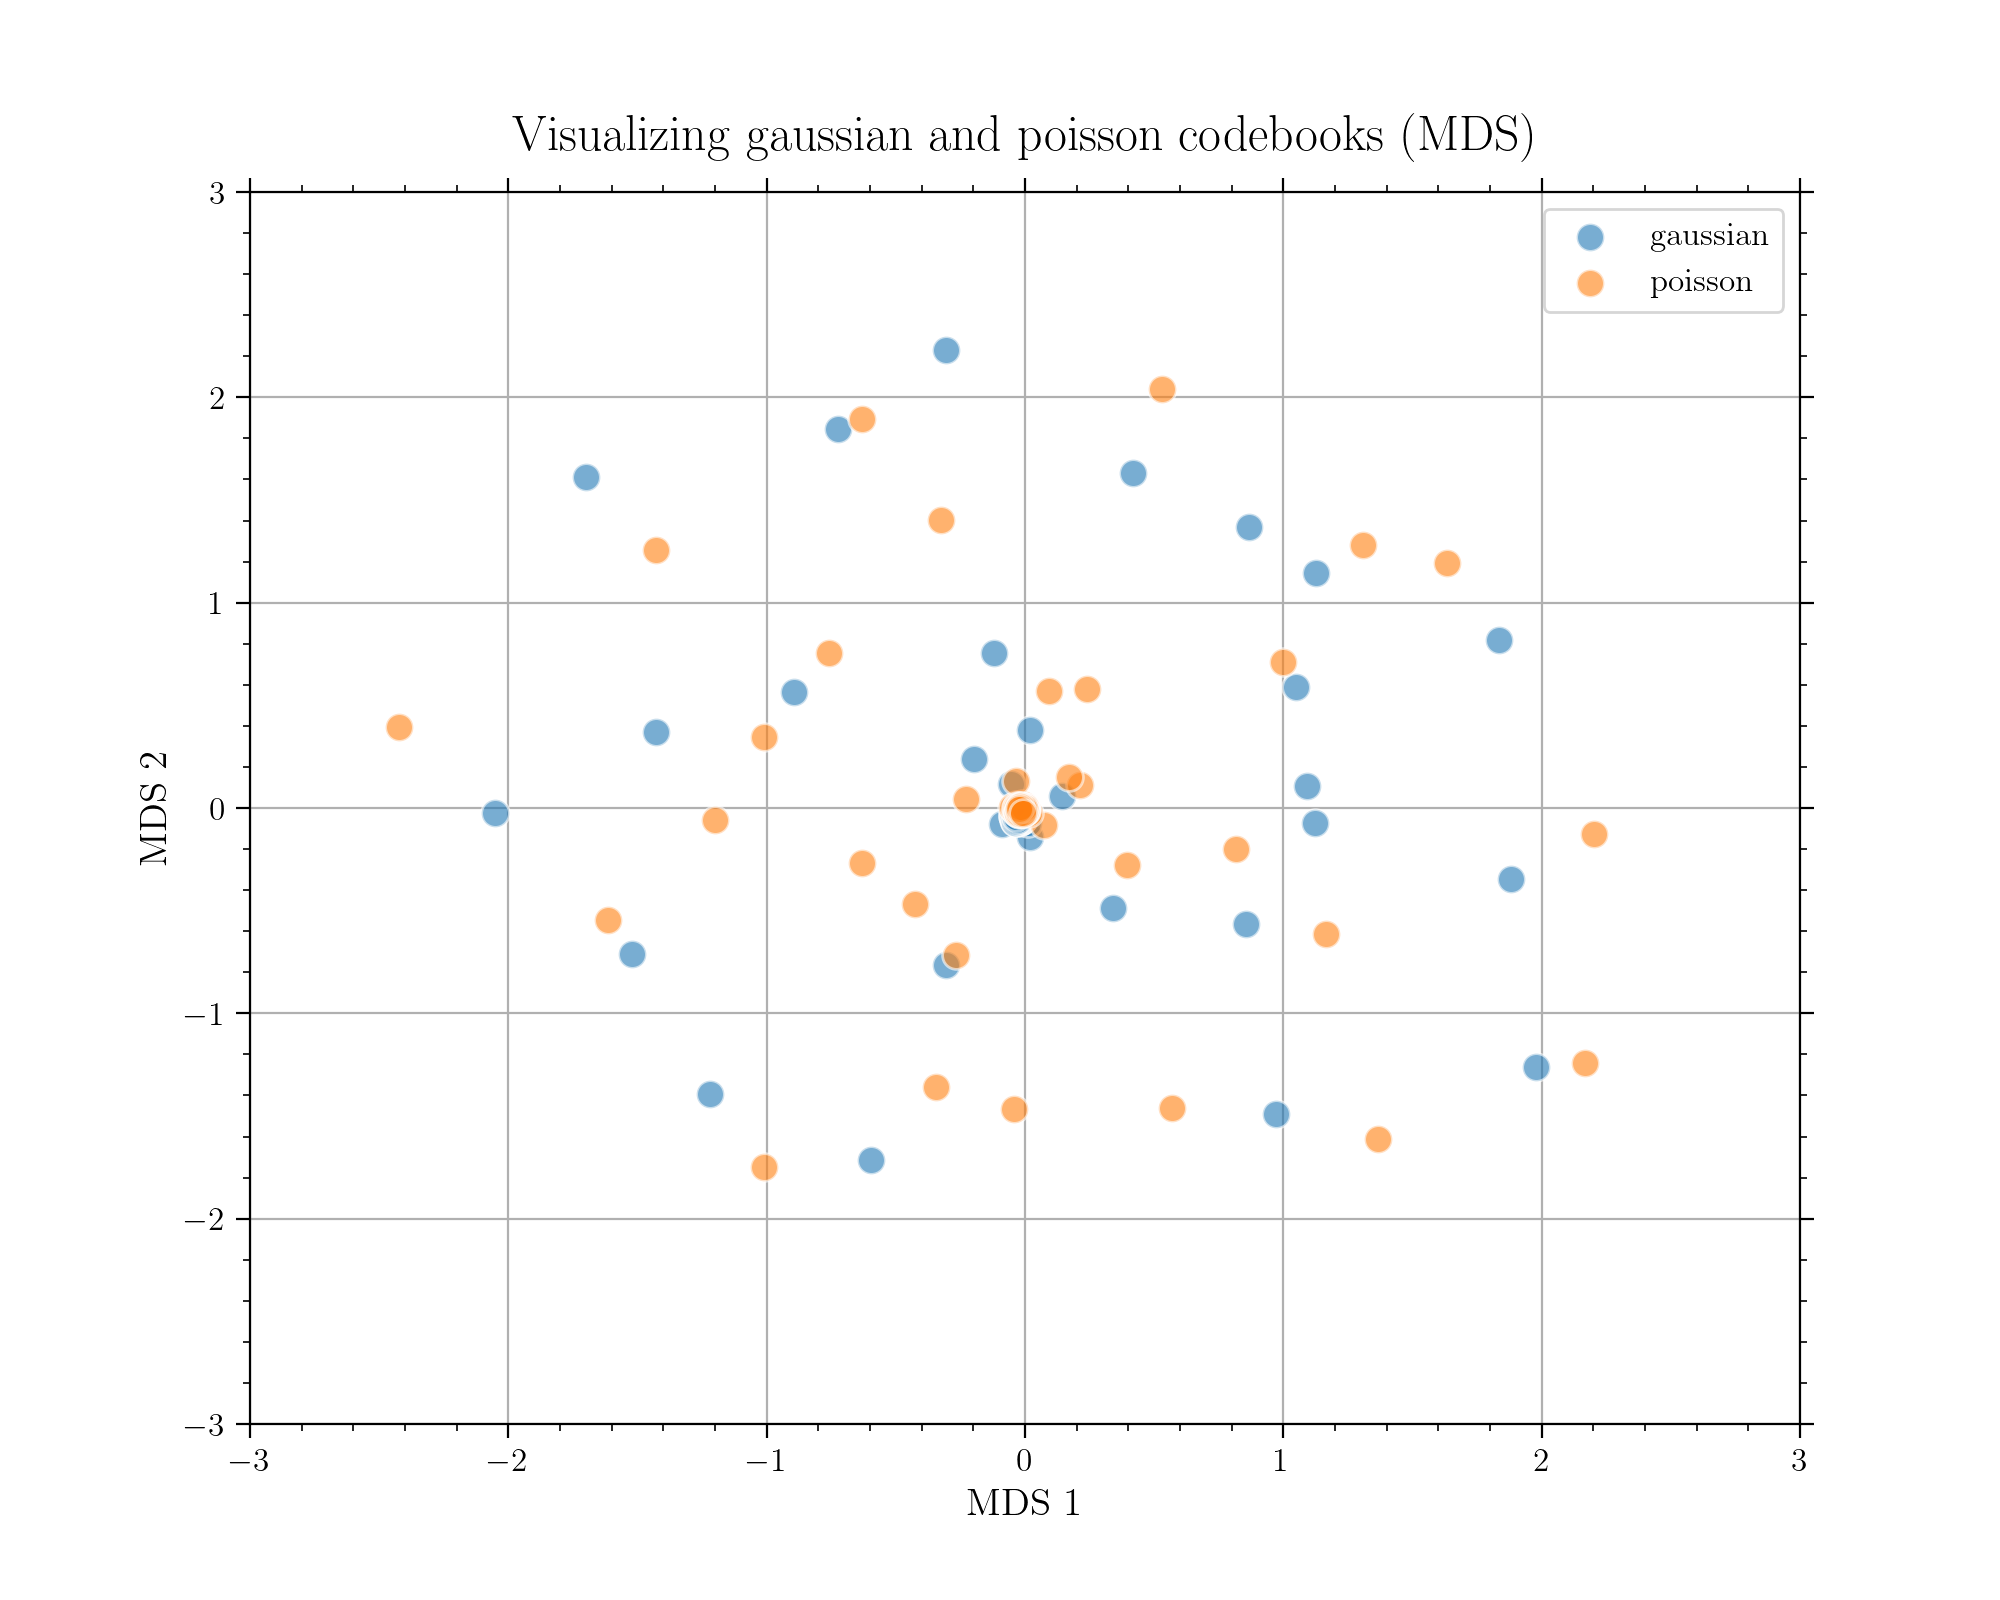 Visualizing gaussian and poisson codebooks (MDS)
gaussian
poisson
3
2
1
0
−1
−2
−3
MDS 2
−3
−2
−1
0
1
2
3
MDS 1